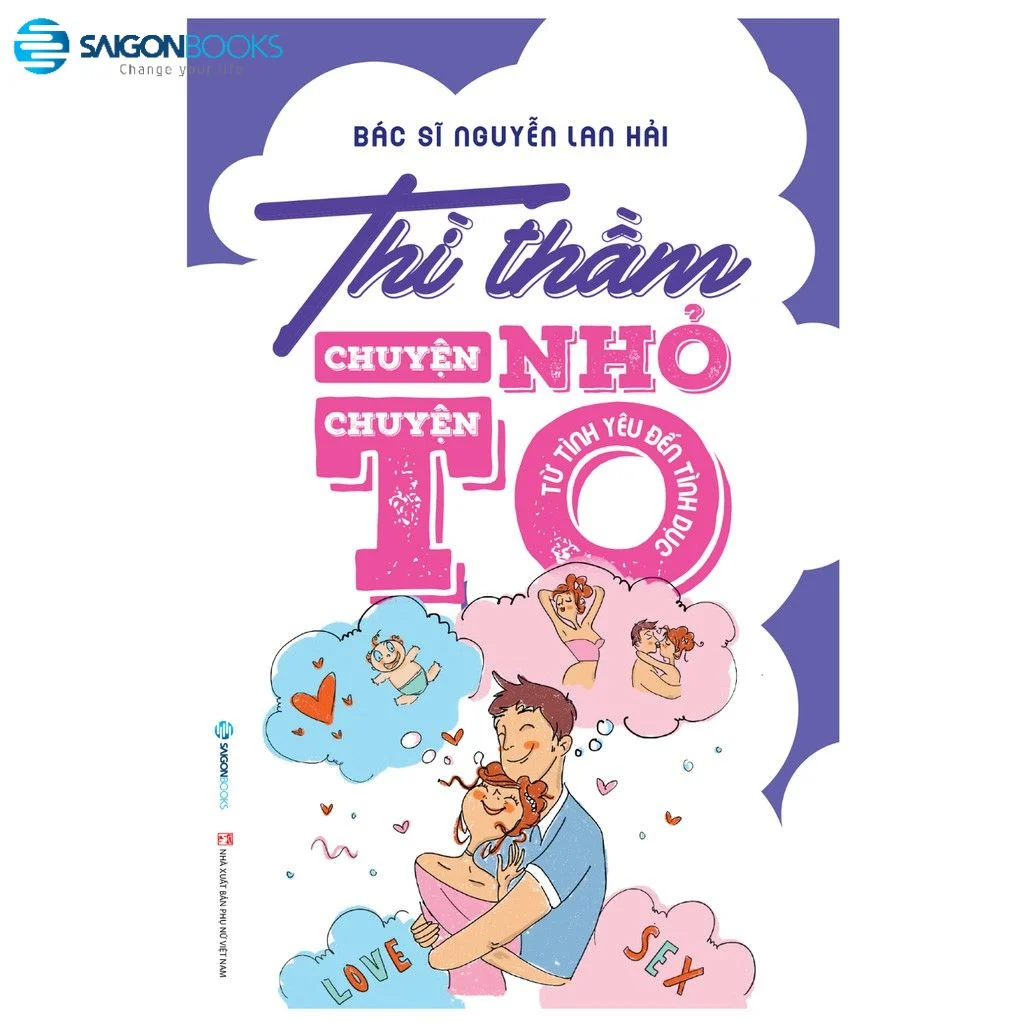 SAIGONBOOKS
Change your life
BÁC SĨ NGUYỄN LAN HẢI
Thì thầm
CHUYỆN NHỎ
CHUYỆN TO
TỪ TÌNH YÊU ĐẾN TÌNH DỤC
SAIGONBOOKS
NHÀ XUẤT BẢN PHỤ NỮ VIỆT NAM
LOVE
SEX